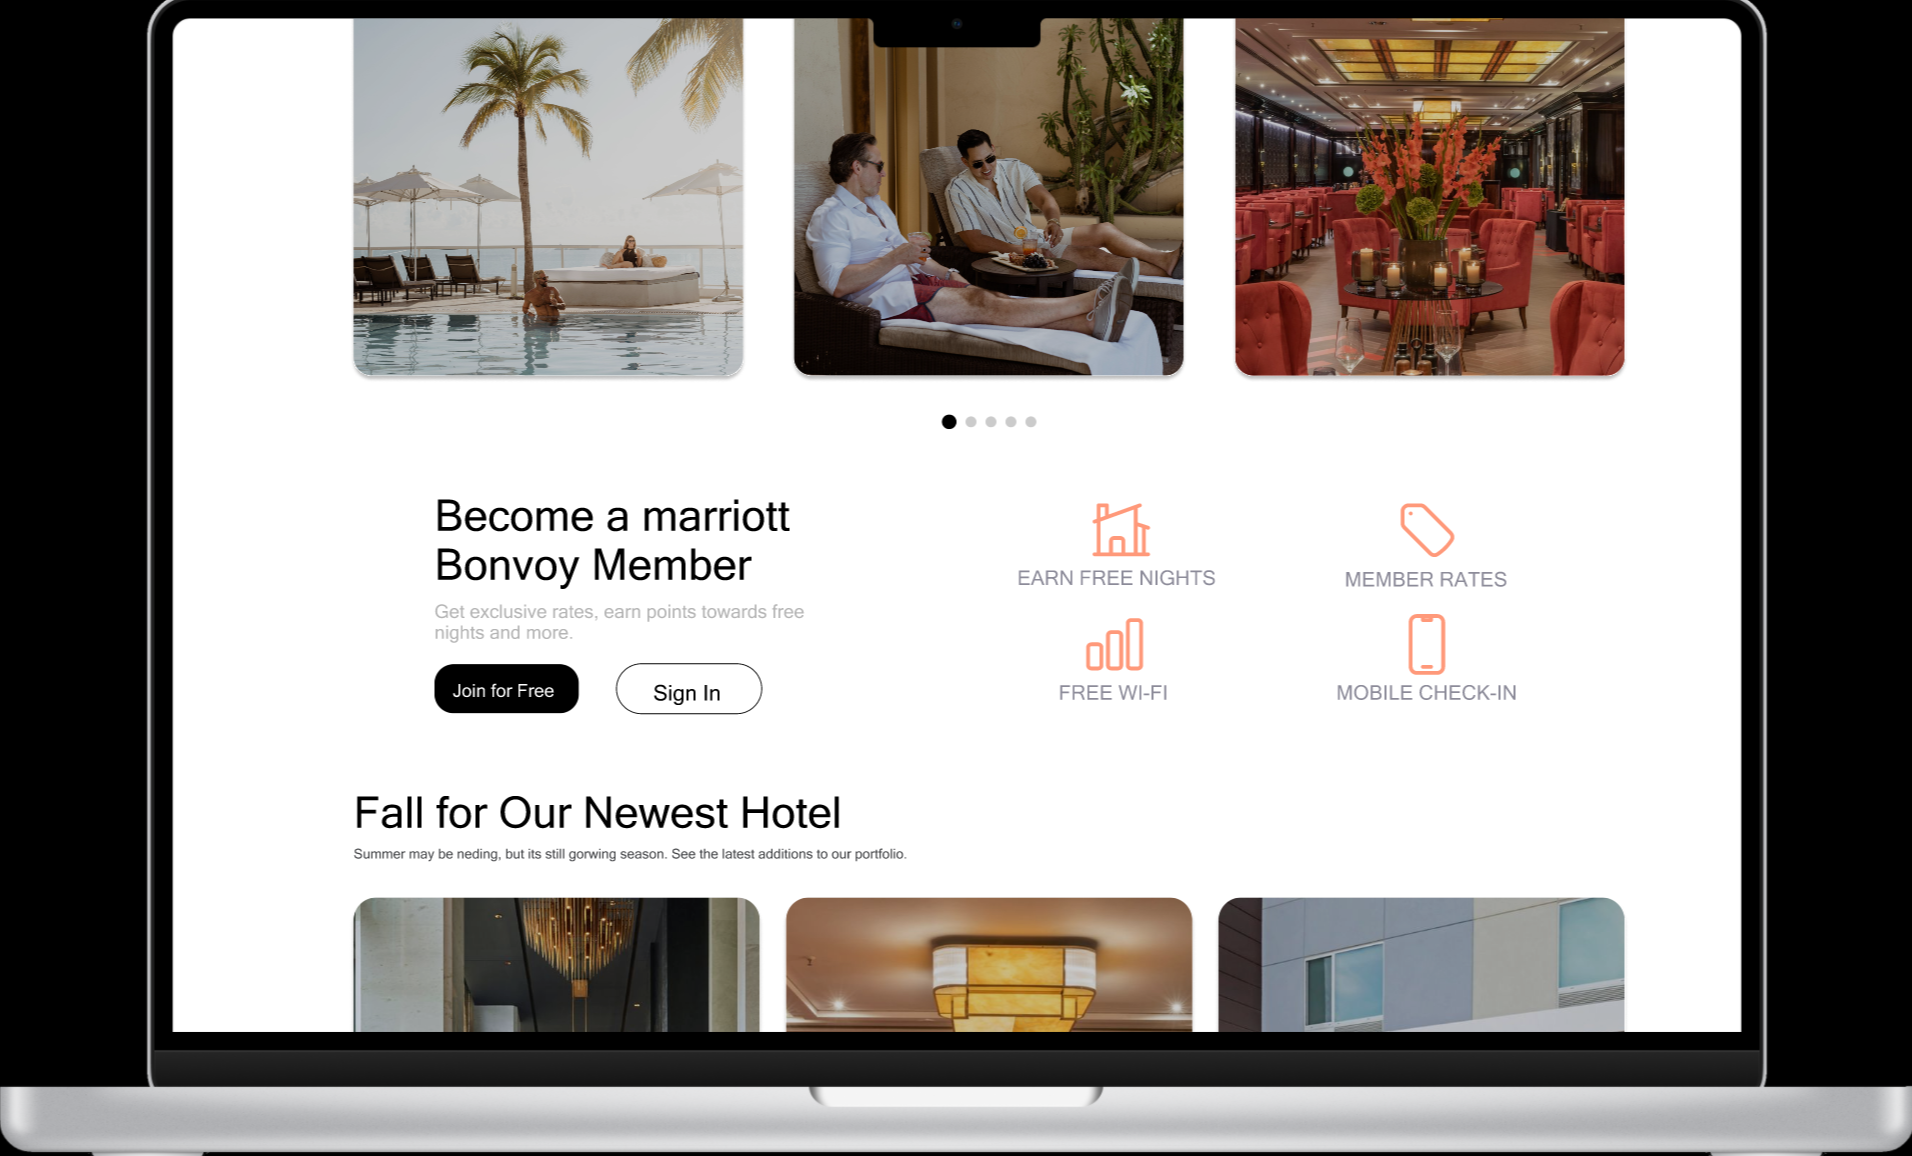 Become a marriott
Bonvoy Member
Get exclusive rates, earn points towards free
nights and more.
Join for Free
Sign In
EARN FREE NIGHTS
MEMBER RATES
FREE WI-FI
MOBILE CHECK-IN
Fall for Our Newest Hotel
Summer may be neding, but its still gorwing season. See the latest additions to our portfolio.